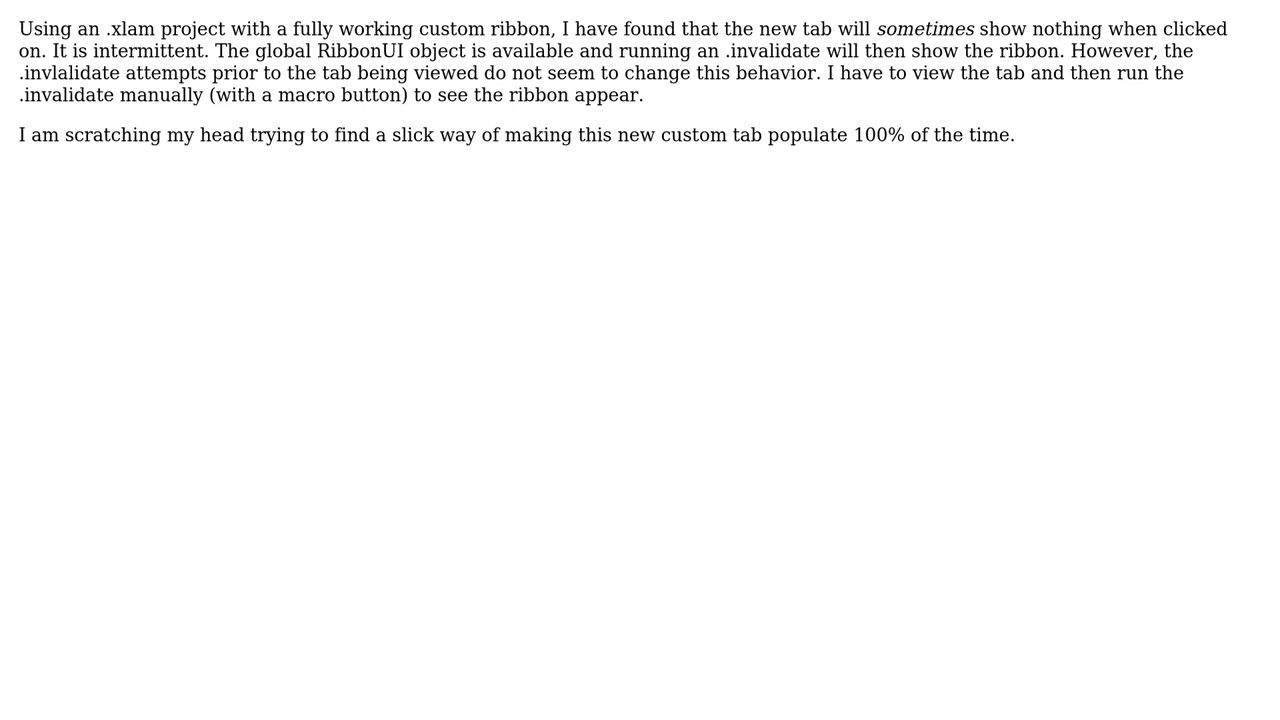 Using an .xlam project with a fully working custom ribbon, I have found that the new tab will sometimes show nothing when clicked
on. It is intermittent. The global RibbonUI object is available and running an .invalidate will then show the ribbon. However, the
.invlalidate attempts prior to the tab being viewed do not seem to change this behavior. I have to view the tab and then run the
.invalidate manually (with a macro button) to see the ribbon appear.
I am scratching my head trying to find a slick way of making this new custom tab populate 100% of the time.